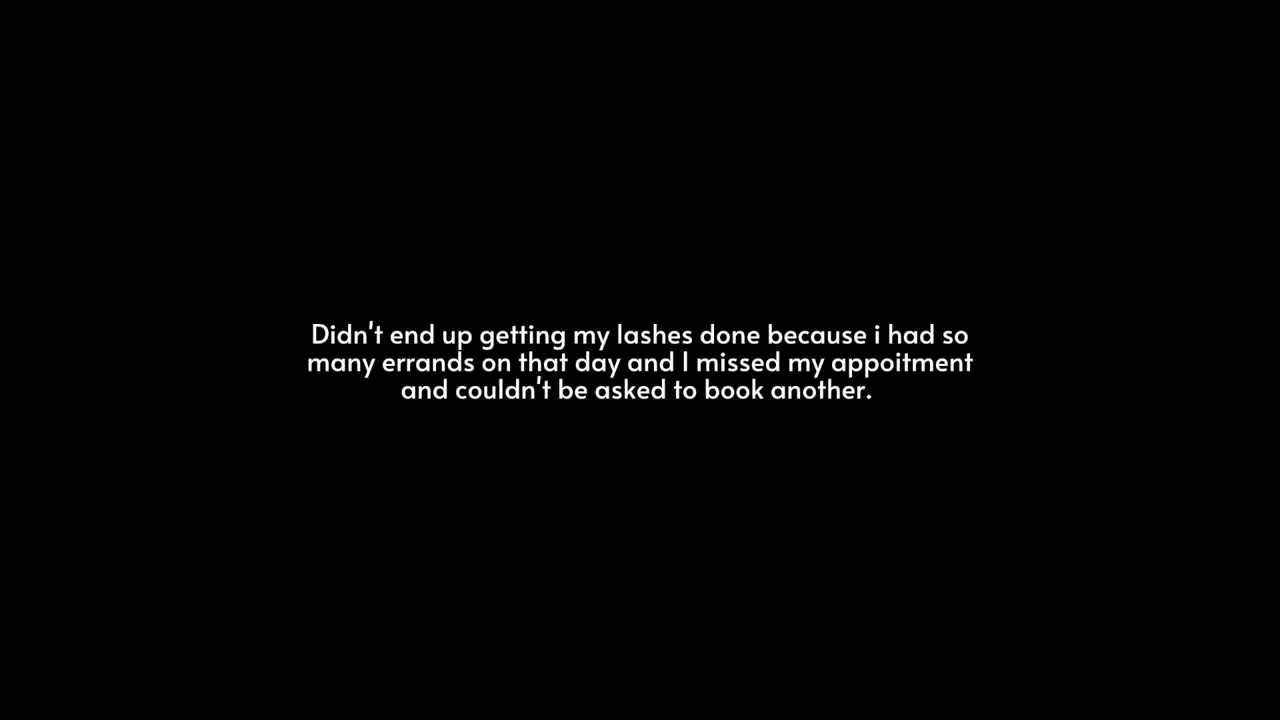 Didn't end up getting my lashes done because i had so
many errands on that day and I missed my appoitment
and couldn't be asked to book another.